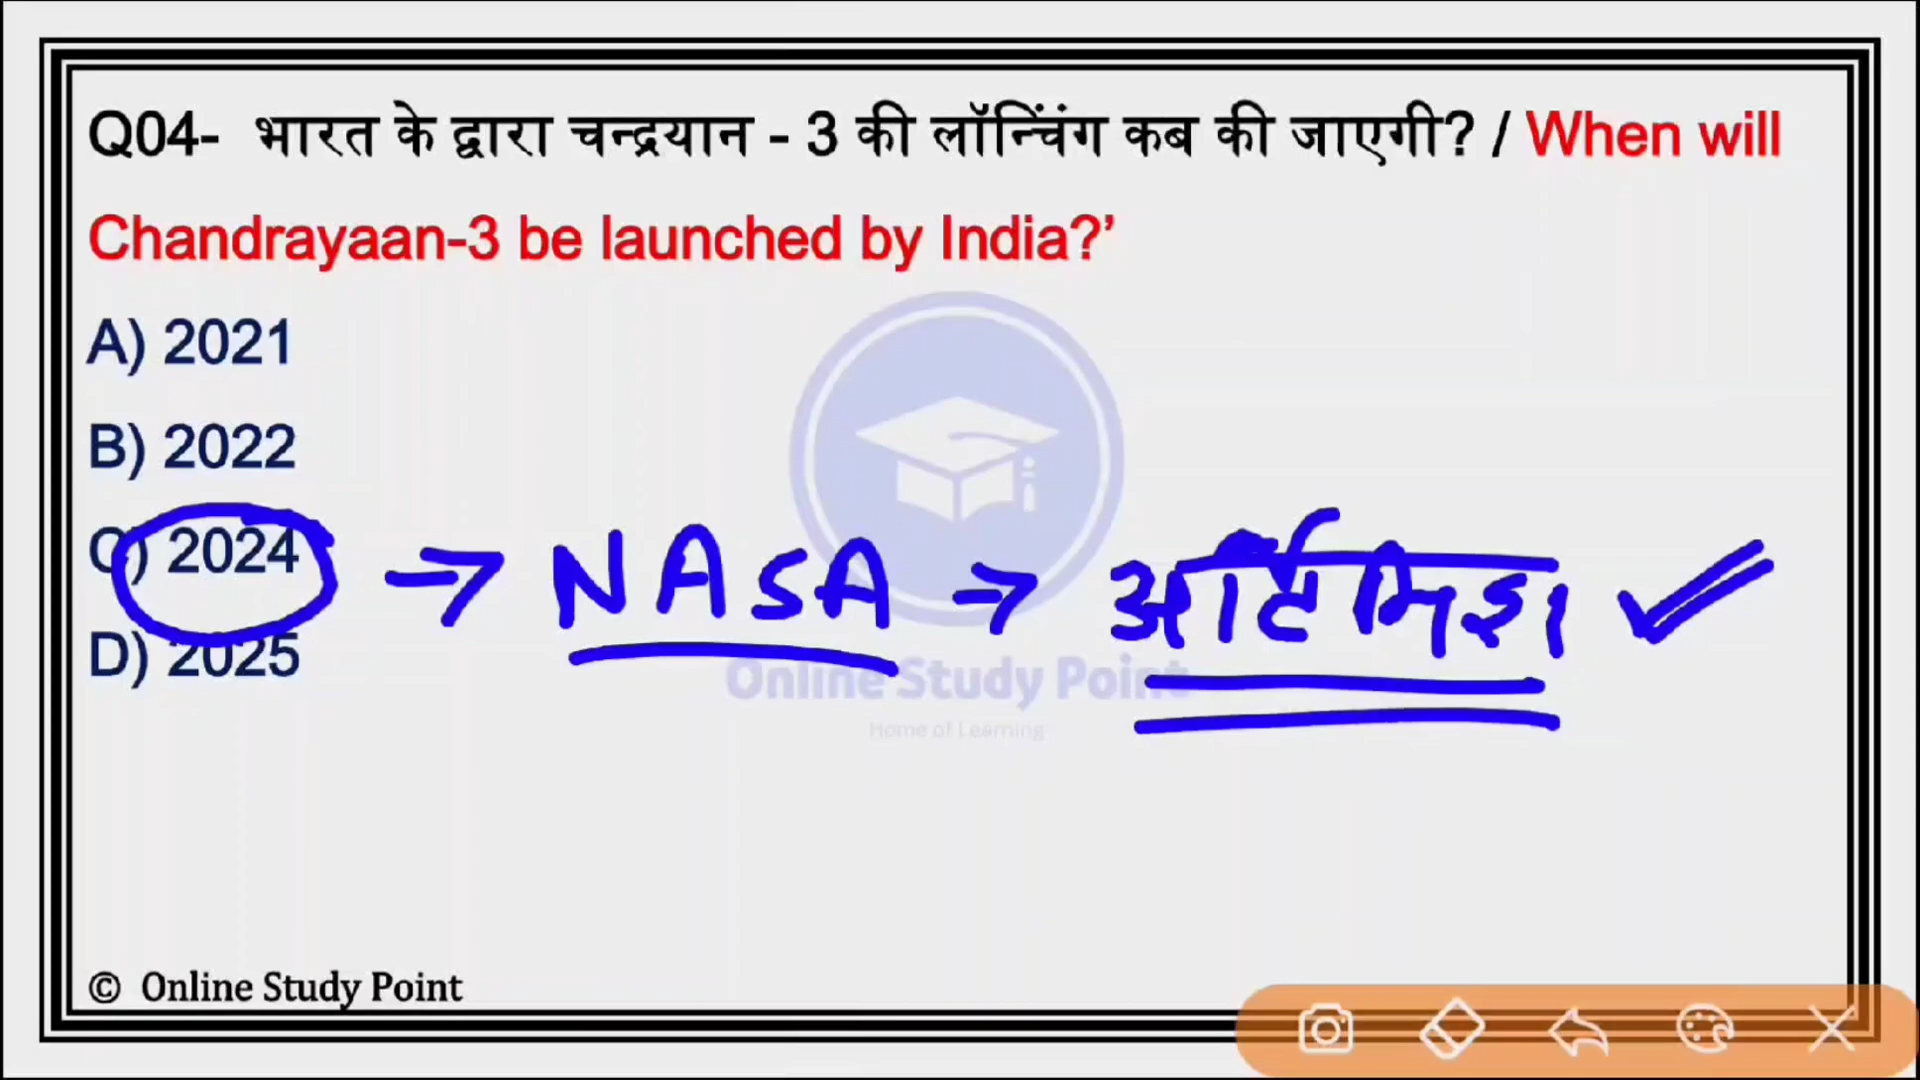 Q04- भारत के द्वारा चन्द्रयान - 3 की लॉन्चिंग कब की जाएगी? / When will
Chandrayaan-3 be launched by India?’
A) 2021
B) 2022
C) 2024 → NASA →
D) 2025
Online Study Point
Home of Learning
© Online Study Point